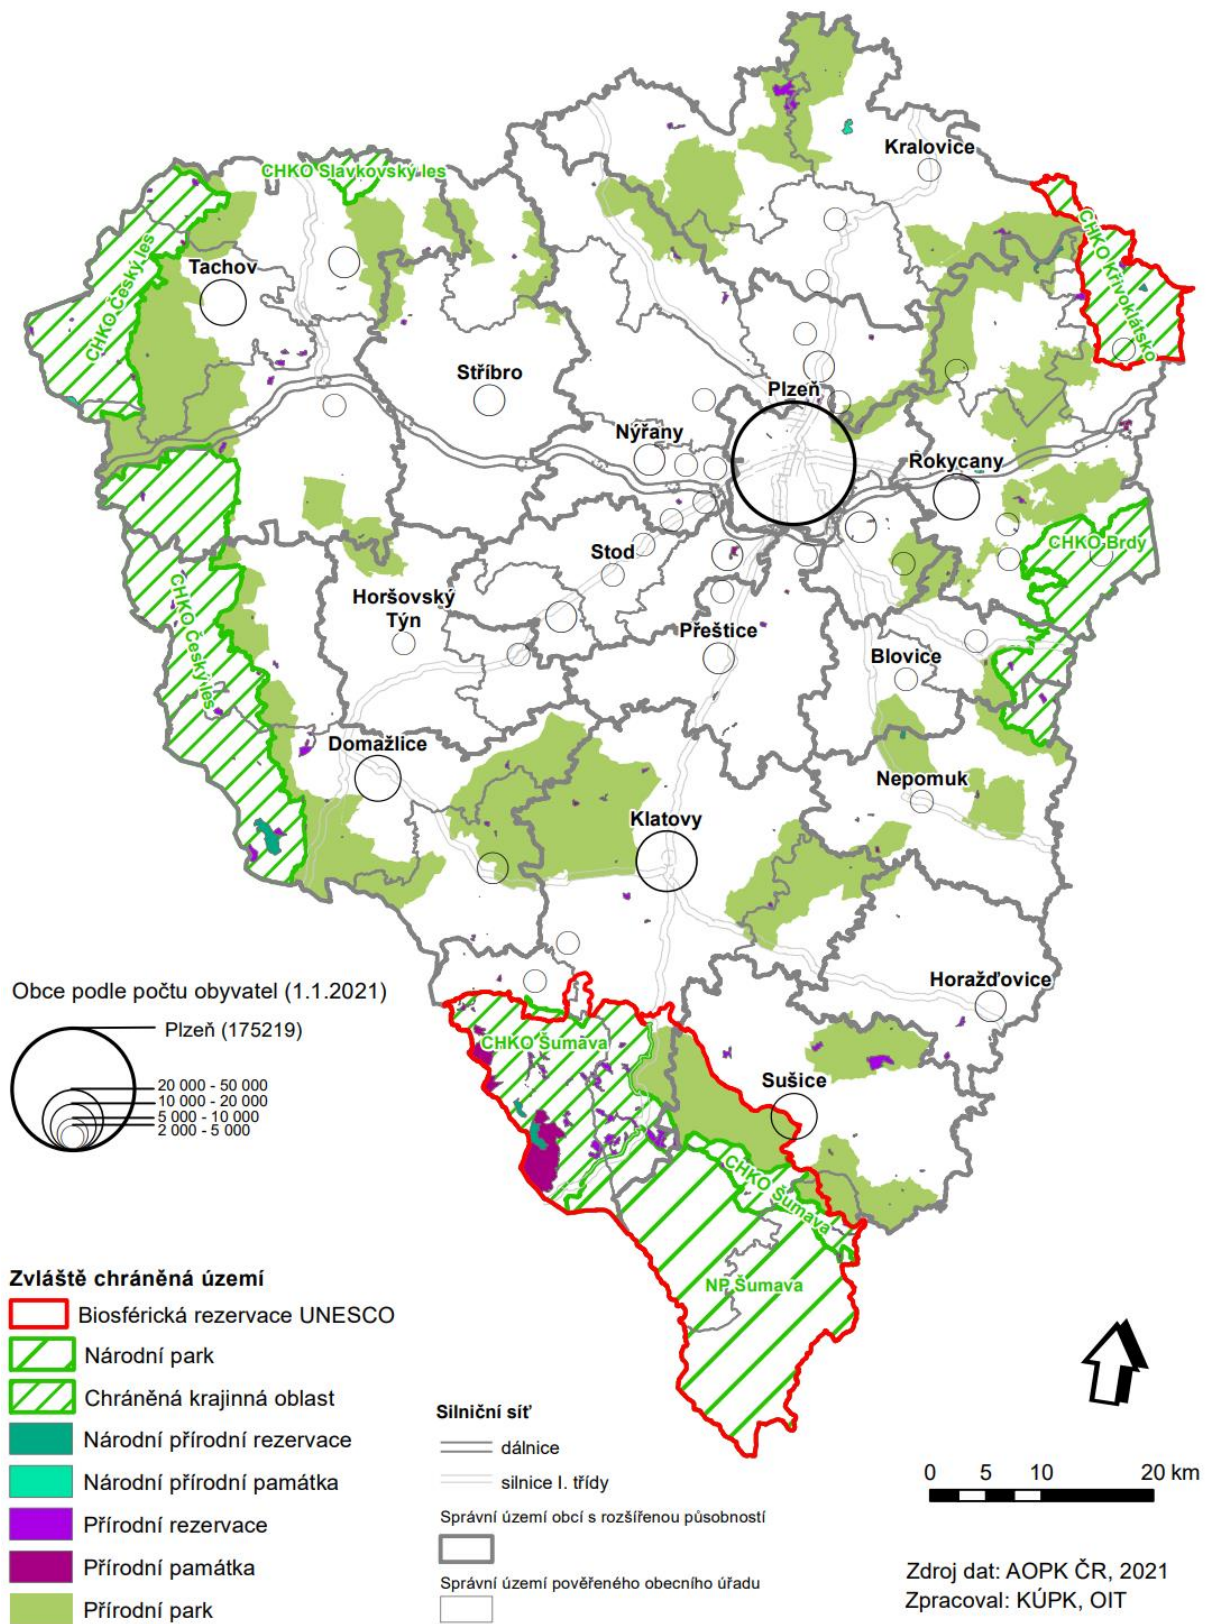 Kralovice
CHKO Slavkovský les
CHKO Český les
CHKO Křivoklátsko
Tachov
Stříbro
Plzeň
Nýřany
Rokycany
CHKO Brdy
Stod
CHKO Český les
Horšovský
Týn
Přeštice
Blovice
Domažlice
Nepomuk
Klatovy
Horažďovice
Obce podle počtu obyvatel (1.1.2021)
Plzeň (175219)
20 000 - 50 000
10 000 - 20 000
5 000 - 10 000
2 000 - 5 000
CHKO Šumava
Sušice
CHKO Šumava
NP Šumava
Zvláště chráněná území
Biosférická rezervace UNESCO
Národní park
Chráněná krajinná oblast
Národní přírodní rezervace
Národní přírodní památka
Přírodní rezervace
Přírodní památka
Přírodní park
Silniční síť
dálnice
silnice I. třídy
Správní území obcí s rozšířenou působností
Správní území pověřeného obecního úřadu
0 5 10 20 km
Zdroj dat: AOPK ČR, 2021
Zpracoval: KÚPK, OIT